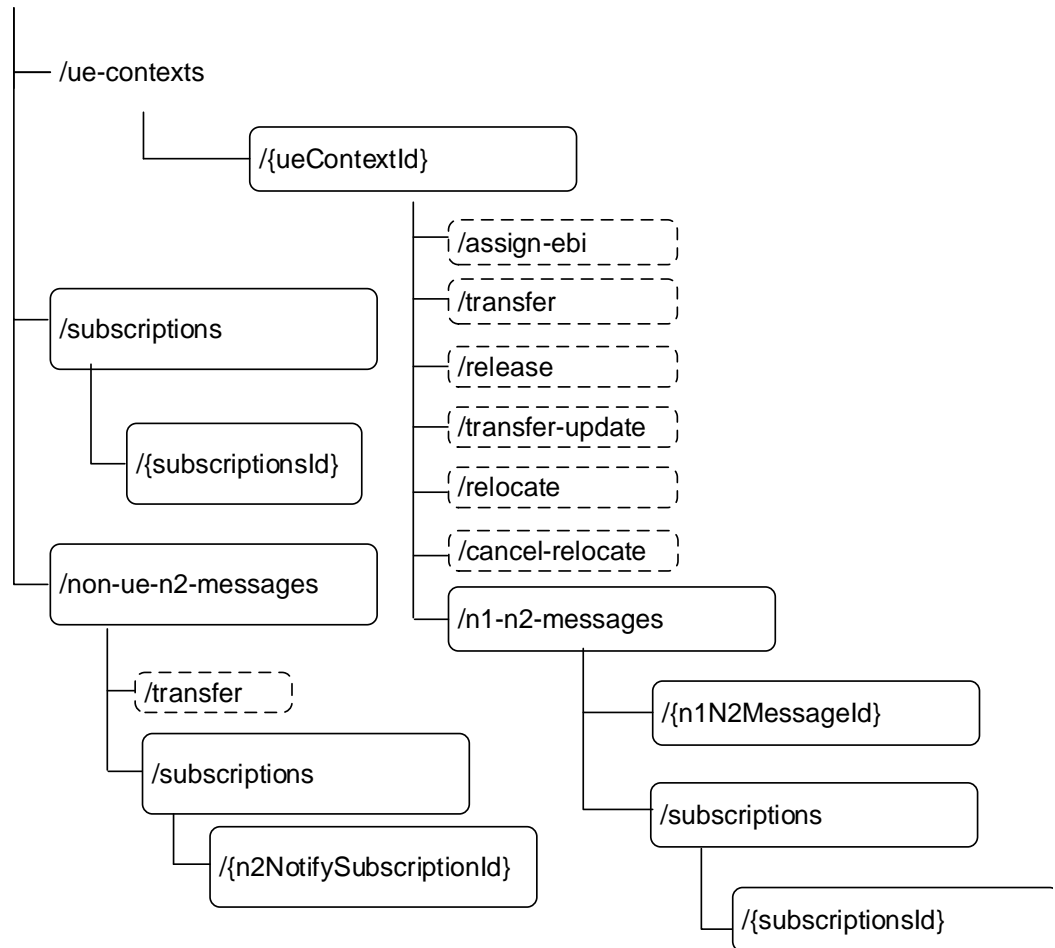 /ue-contexts
/{ueContextId}
/assign-ebi
/transfer
/release
/transfer-update
/relocate
/cancel-relocate
/n1-n2-messages
/{n1N2MessageId}
/subscriptions
/{subscriptionsId}
/subscriptions
/{subscriptionsId}
/non-ue-n2-messages
/transfer
/subscriptions
/{n2NotifySubscriptionId}